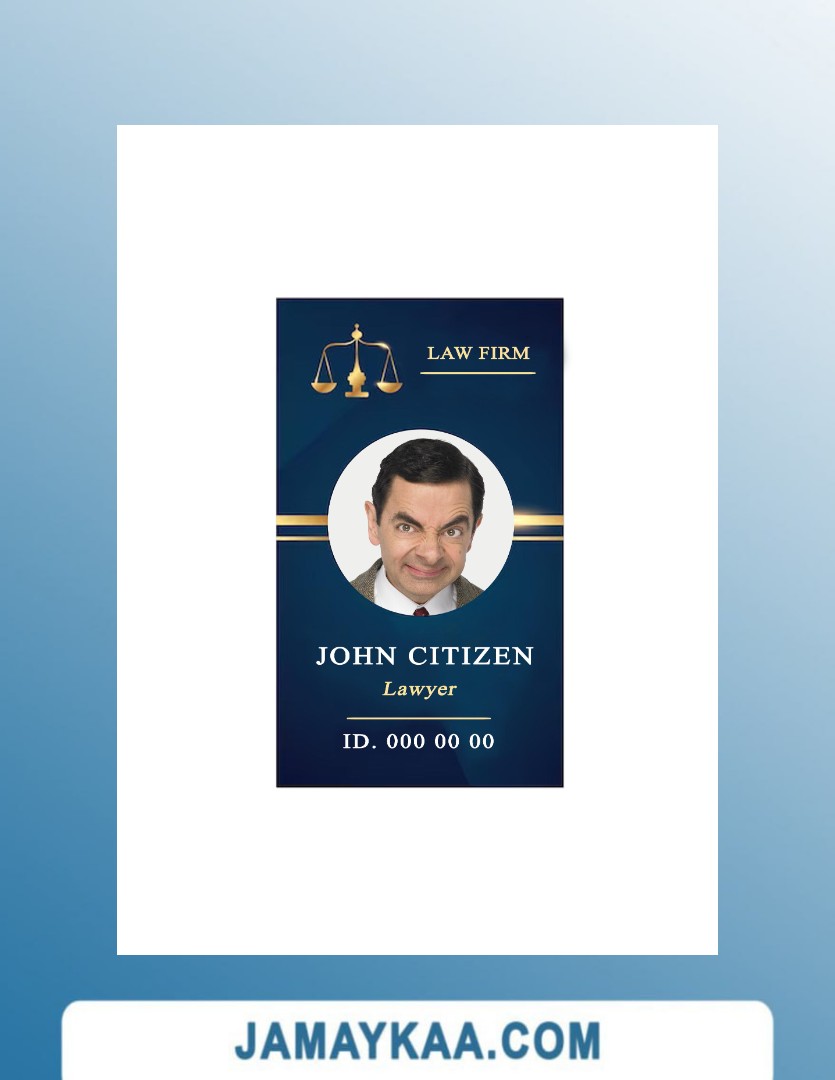 LAW FIRM
JOHN CITIZEN
Lawyer
ID. 000 00 00
JAMAYKAA.COM